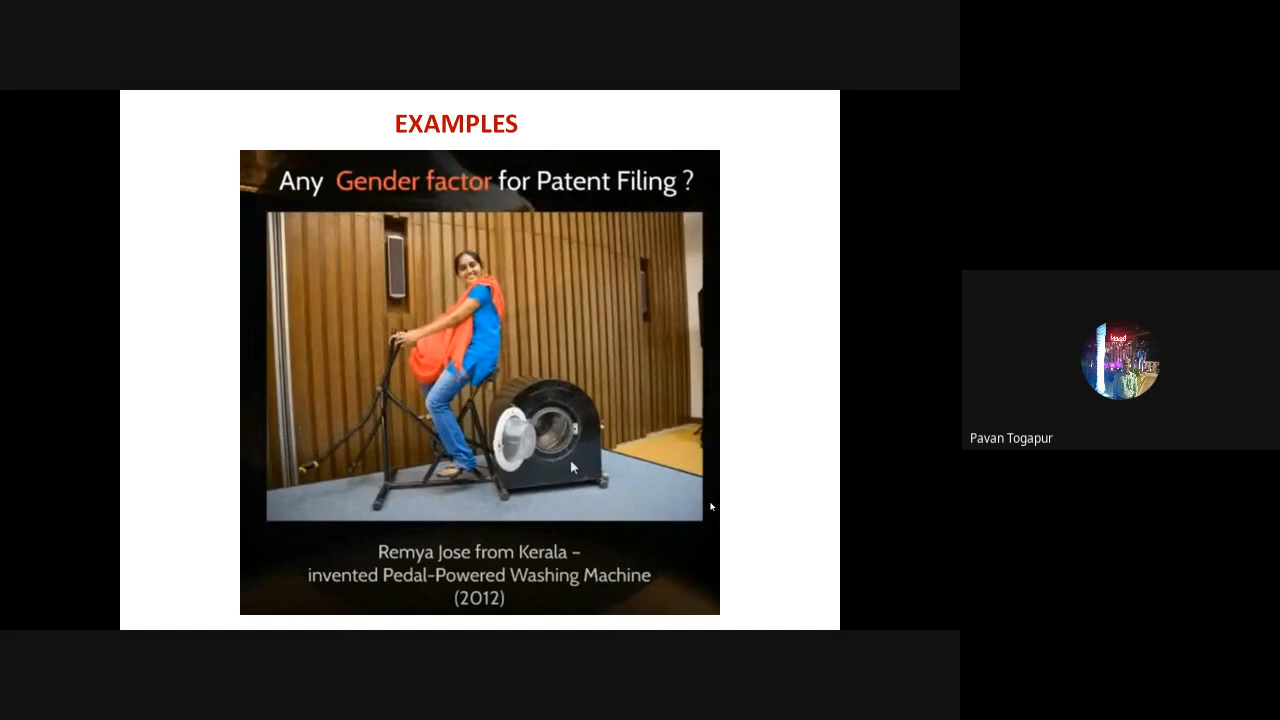 EXAMPLES
Any Gender factor for Patent Filing ?
Remya Jose from Kerala –
invented Pedal-Powered Washing Machine
(2012)
Pavan Togapur